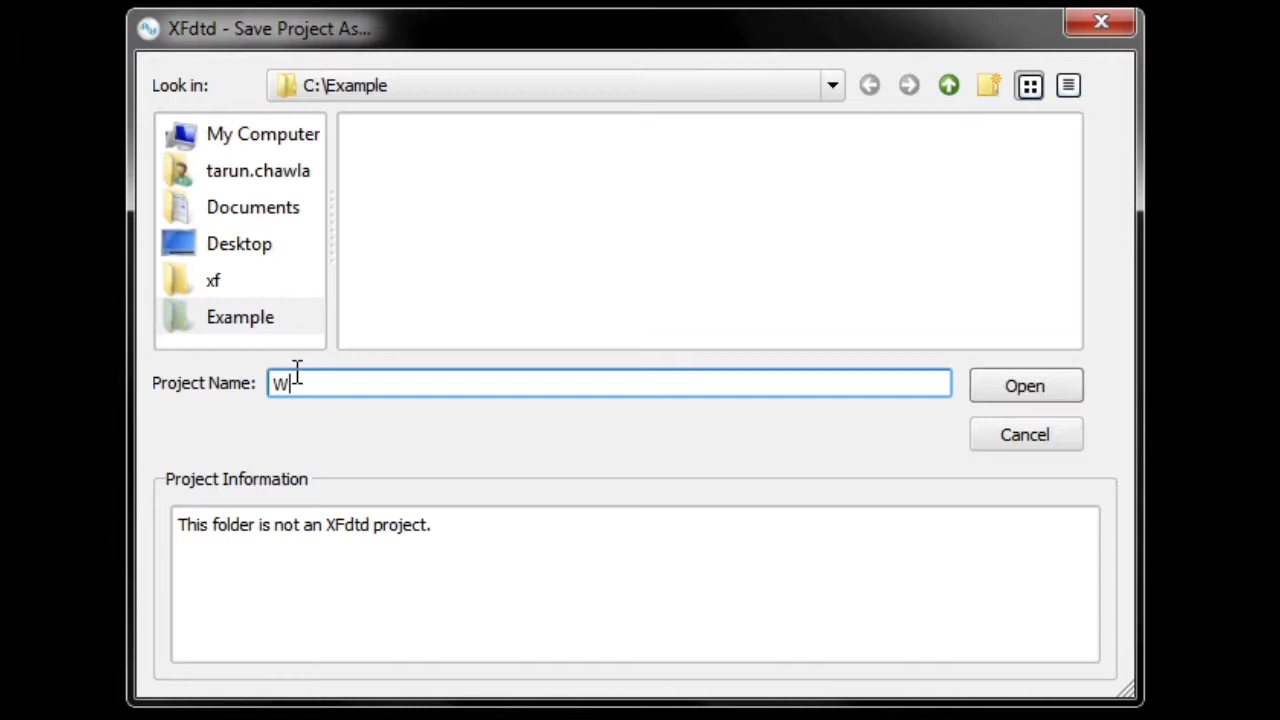 XFdtd - Save Project As...
Look in:
C:\Example
My Computer
tarun.chawla
Documents
Desktop
xf
Example
Project Name:
W
Open
Cancel
Project Information
This folder is not an XFdtd project.